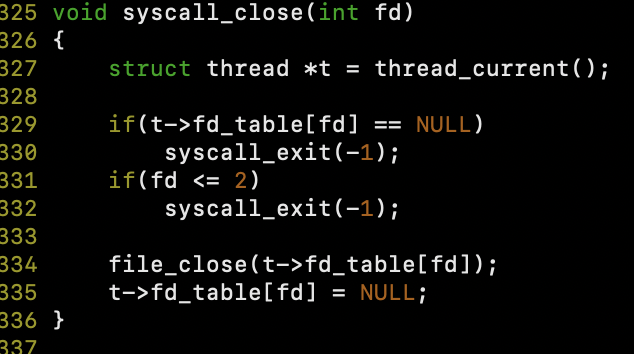 325 void syscall_close(int fd)
326 {
327     struct thread *t = thread_current();
328
329     if(t->fd_table[fd] == NULL)
330         syscall_exit(-1);
331     if(fd <= 2)
332         syscall_exit(-1);
333
334     file_close(t->fd_table[fd]);
335     t->fd_table[fd] = NULL;
336 }
337